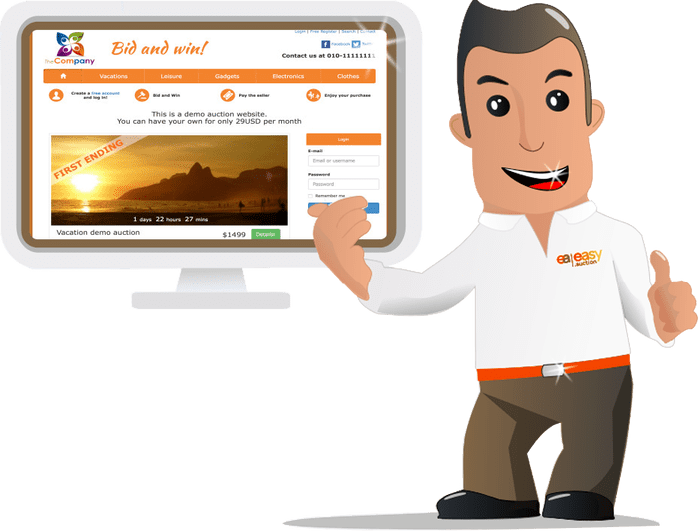 Login | Free Register | Search | Contact
theCompany
Bid and win!
Facebook
Contact us at 010-11111111
Vacations Leisure Gadgets Electronics Clothes
Create a free account and log in!
Bid and Win
Pay the seller
Enjoy your purchase
This is a demo auction website.
You can have your own for only 29USD per month
FIRST ENDING
1 days 22 hours 27 mins
Vacation demo auction
$1499
Detailse
Login
E-mail
Email or username
Password
Password
Remember me
ea easy
.auction